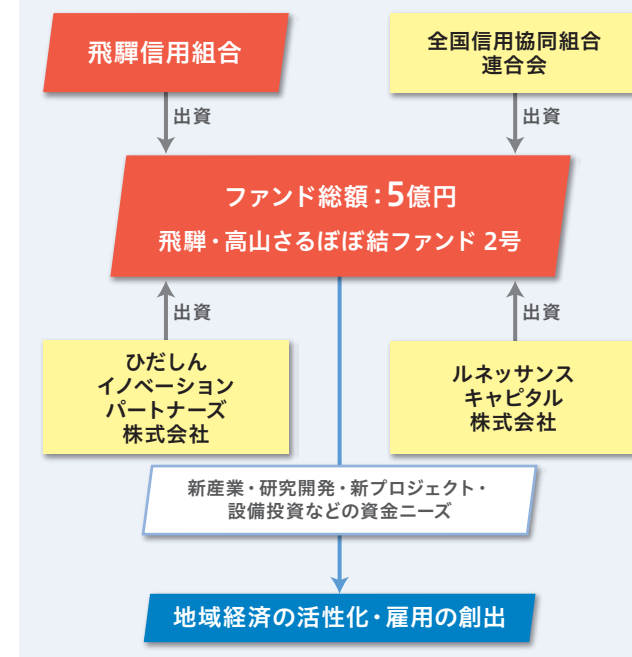 飛驒信用組合
全国信用協同組合
連合会
出資
出資
ファンド総額：5億円
飛騨・高山さるぼぼ結ファンド 2号
出資
出資
ひだしん
イノベーション
パートナーズ
株式会社
ルネッサンス
キャピタル
株式会社
新産業・研究開発・新プロジェクト・
設備投資などの資金ニーズ
地域経済の活性化・雇用の創出